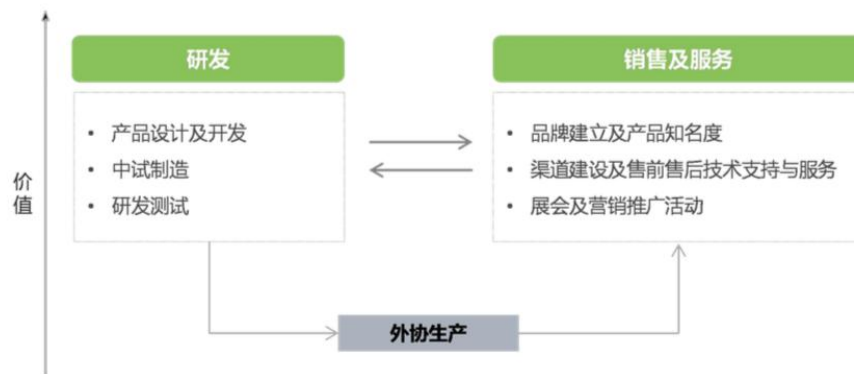 研发
销售及服务
• 产品设计及开发
• 中试制造
• 研发测试
• 品牌建立及产品知名度
• 渠道建设及售前售后技术支持与服务
• 展会及营销推广活动
价
值
外协生产